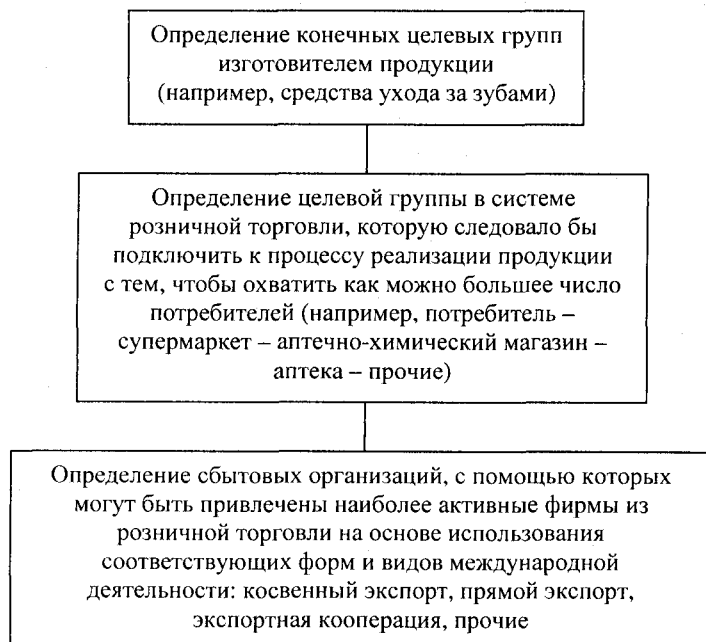 Определение конечных целевых групп
изготовителем продукции
(например, средства ухода за зубами)
Определение целевой группы в системе
розничной торговли, которую следовало бы
подключить к процессу реализации продукции
с тем, чтобы охватить как можно большее число
потребителей (например, потребитель –
супермаркет – аптечно-химический магазин –
аптека – прочие)
Определение сбытовых организаций, с помощью которых
могут быть привлечены наиболее активные фирмы из
розничной торговли на основе использования
соответствующих форм и видов международной
деятельности: косвенный экспорт, прямой экспорт,
экспортная кооперация, прочие